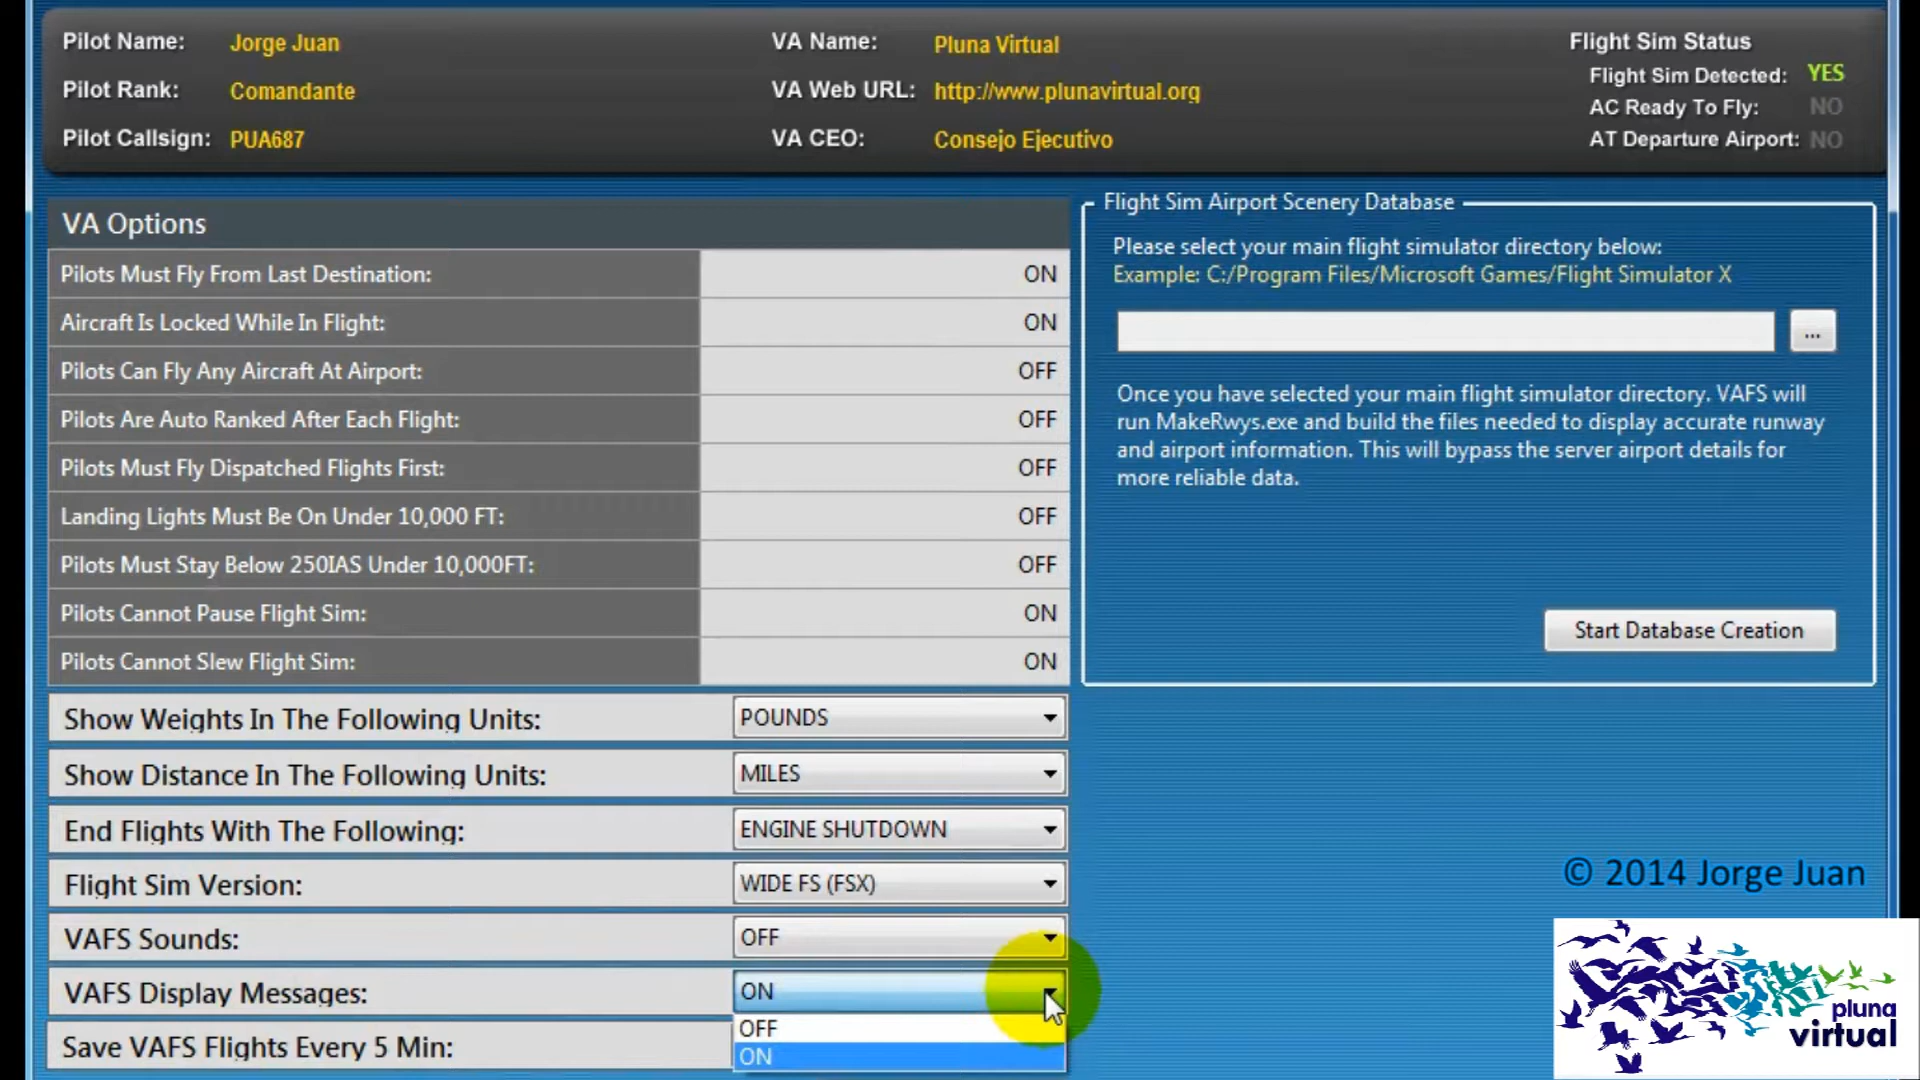 Pilot Name: Jorge Juan
Pilot Rank: Comandante
Pilot Callsign: PUA687
VA Name: Pluna Virtual
VA Web URL: http://www.plunavirtual.org
VA CEO: Consejo Ejecutivo
Flight Sim Status
Flight Sim Detected: YES
AC Ready To Fly: NO
AT Departure Airport: NO
VA Options
Pilots Must Fly From Last Destination: ON
Aircraft Is Locked While In Flight: ON
Pilots Can Fly Any Aircraft At Airport: OFF
Pilots Are Auto Ranked After Each Flight: OFF
Pilots Must Fly Dispatched Flights First: OFF
Landing Lights Must Be On Under 10,000 FT: OFF
Pilots Must Stay Below 250IAS Under 10,000FT: OFF
Pilots Cannot Pause Flight Sim: ON
Pilots Cannot Slew Flight Sim: ON
Show Weights In The Following Units: POUNDS
Show Distance In The Following Units: MILES
End Flights With The Following: ENGINE SHUTDOWN
Flight Sim Version: WIDE FS (FSX)
VAFS Sounds: OFF
VAFS Display Messages: ON
OFF
Save VAFS Flights Every 5 Min:
ON
Flight Sim Airport Scenery Database
Please select your main flight simulator directory below:
Example: C:/Program Files/Microsoft Games/Flight Simulator X
...
Once you have selected your main flight simulator directory. VAFS will
run MakeRwys.exe and build the files needed to display accurate runway
and airport information. This will bypass the server airport details for
more reliable data.
Start Database Creation
© 2014 Jorge Juan
pluna
virtual